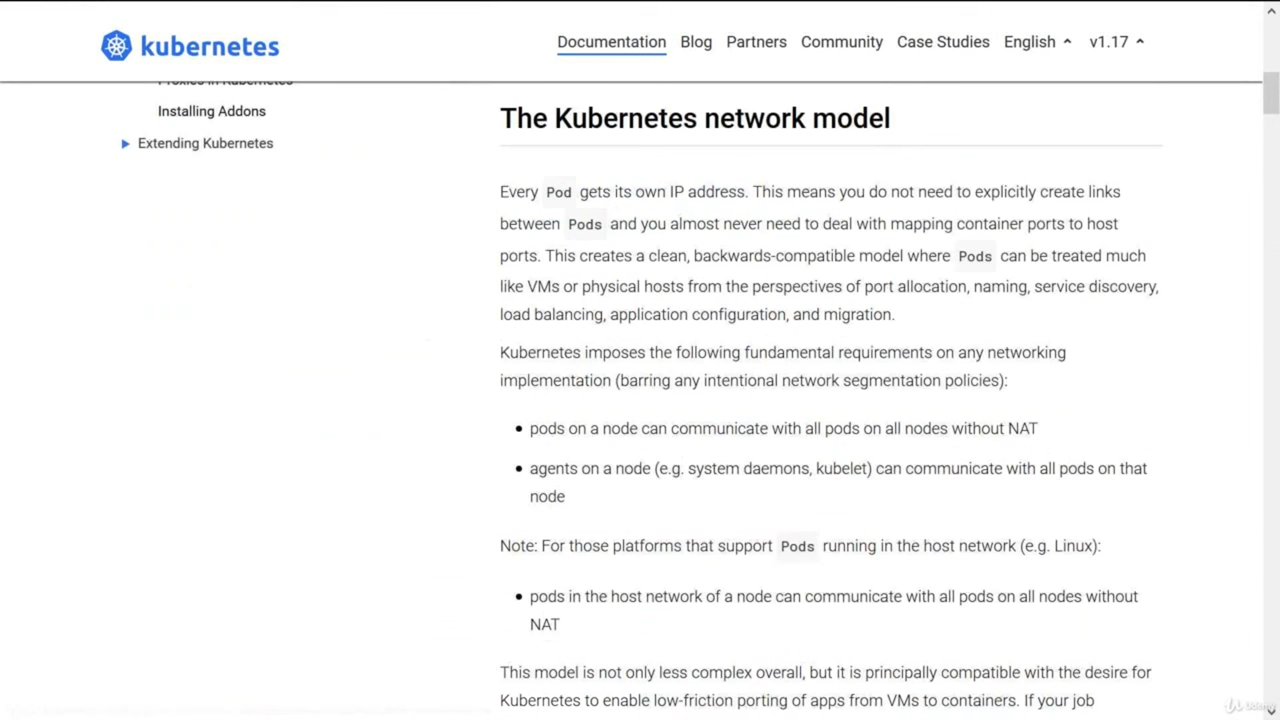 kubernetes
Documentation Blog Partners Community Case Studies English v1.17
Proxies in Kubernetes
Installing Addons
Extending Kubernetes
The Kubernetes network model
Every Pod gets its own IP address. This means you do not need to explicitly create links
between Pods and you almost never need to deal with mapping container ports to host
ports. This creates a clean, backwards-compatible model where Pods can be treated much
like VMs or physical hosts from the perspectives of port allocation, naming, service discovery,
load balancing, application configuration, and migration.
Kubernetes imposes the following fundamental requirements on any networking
implementation (barring any intentional network segmentation policies):
• pods on a node can communicate with all pods on all nodes without NAT
• agents on a node (e.g. system daemons, kubelet) can communicate with all pods on that
node
Note: For those platforms that support Pods running in the host network (e.g. Linux):
• pods in the host network of a node can communicate with all pods on all nodes without
NAT
This model is not only less complex overall, but it is principally compatible with the desire for
Kubernetes to enable low-friction porting of apps from VMs to containers. If your job
Udemy